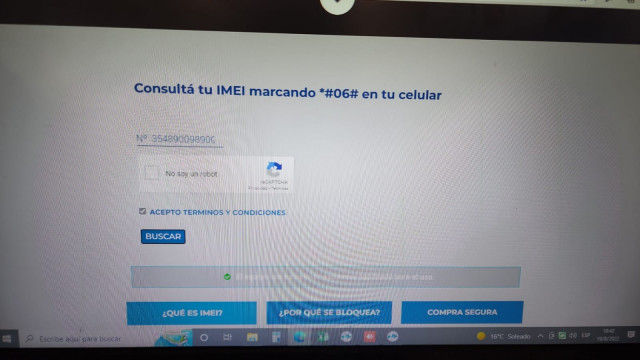 Consultá tu IMEI marcando *#06# en tu celular
Nº 35489009890
No soy un robot
reCAPTCHA
Privacidad - Términos
ACEPTO TERMINOS Y CONDICIONES
BUSCAR
¿QUÉ ES IMEI?
¿POR QUÉ SE BLOQUEA?
COMPRA SEGURA
Escribe aquí para buscar
16°C Soleado
ESP